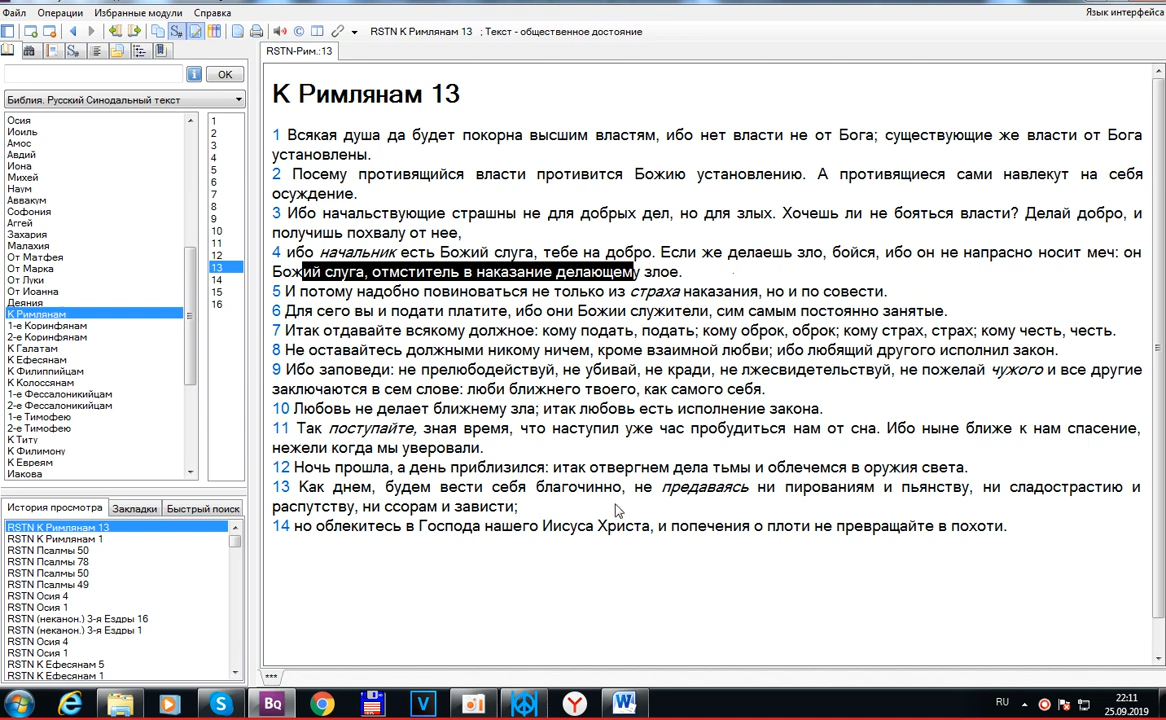 Файл Операции Избранные модули Справка Язык интерфейса
RSTN К Римлянам 13 ; Текст - общественное достояние
OK
Библия. Русский Синодальный текст
Осия
Иоиль
Амос
Авдий
Иона
Михей
Наум
Аввакум
Софония
Аггей
Захария
Малахия
От Матфея
От Марка
От Луки
От Иоанна
Деяния
К Римлянам
1-е Коринфянам
2-е Коринфянам
К Галатам
К Ефесянам
К Филиппийцам
К Колоссянам
1-е Фессалоникийцам
2-е Фессалоникийцам
1-е Тимофею
2-е Тимофею
К Титу
К Филимону
К Евреям
Иакова
1
2
3
4
5
6
7
8
9
10
11
12
13
14
15
16
История просмотра Закладки Быстрый поиск
RSTN К Римлянам 13
RSTN К Римлянам 1
RSTN Псалмы 50
RSTN Псалмы 78
RSTN Псалмы 50
RSTN Псалмы 49
RSTN Осия 4
RSTN Осия 1
RSTN (неканон.) 3-я Ездры 16
RSTN (неканон.) 3-я Ездры 1
RSTN Осия 4
RSTN Осия 1
RSTN К Ефесянам 5
RSTN К Ефесянам 1
RSTN-Рим.:13
К Римлянам 13
1 Всякая душа да будет покорна высшим властям, ибо нет власти не от Бога; существующие же власти от Бога
установлены.
2 Посему противящийся власти противится Божию установлению. А противящиеся сами навлекут на себя
осуждение.
3 Ибо начальствующие страшны не для добрых дел, но для злых. Хочешь ли не бояться власти? Делай добро, и
получишь похвалу от нее,
4 ибо начальник есть Божий слуга, тебе на добро. Если же делаешь зло, бойся, ибо он не напрасно носит меч: он
Божий слуга, отмститель в наказание делающему злое.
5 И потому надобно повиноваться не только из страха наказания, но и по совести.
6 Для сего вы и подати платите, ибо они Божии служители, сим самым постоянно занятые.
7 Итак отдавайте всякому должное: кому подать, подать; кому оброк, оброк; кому страх, страх; кому честь, честь.
8 Не оставайтесь должными никому ничем, кроме взаимной любви; ибо любящий другого исполнил закон.
9 Ибо заповеди: не прелюбодействуй, не убивай, не кради, не лжесвидетельствуй, не пожелай чужого и все другие
заключаются в сем слове: люби ближнего твоего, как самого себя.
10 Любовь не делает ближнему зла; итак любовь есть исполнение закона.
11 Так поступайте, зная время, что наступил уже час пробудиться нам от сна. Ибо ныне ближе к нам спасение,
нежели когда мы уверовали.
12 Ночь прошла, а день приблизился: итак отвергнем дела тьмы и облечемся в оружия света.
13 Как днем, будем вести себя благочинно, не предаваясь ни пированиям и пьянству, ни сладострастию и
распутству, ни ссорам и зависти;
14 но облекитесь в Господа нашего Иисуса Христа, и попечения о плоти не превращайте в похоти.
***
RU
22:11
25.09.2019